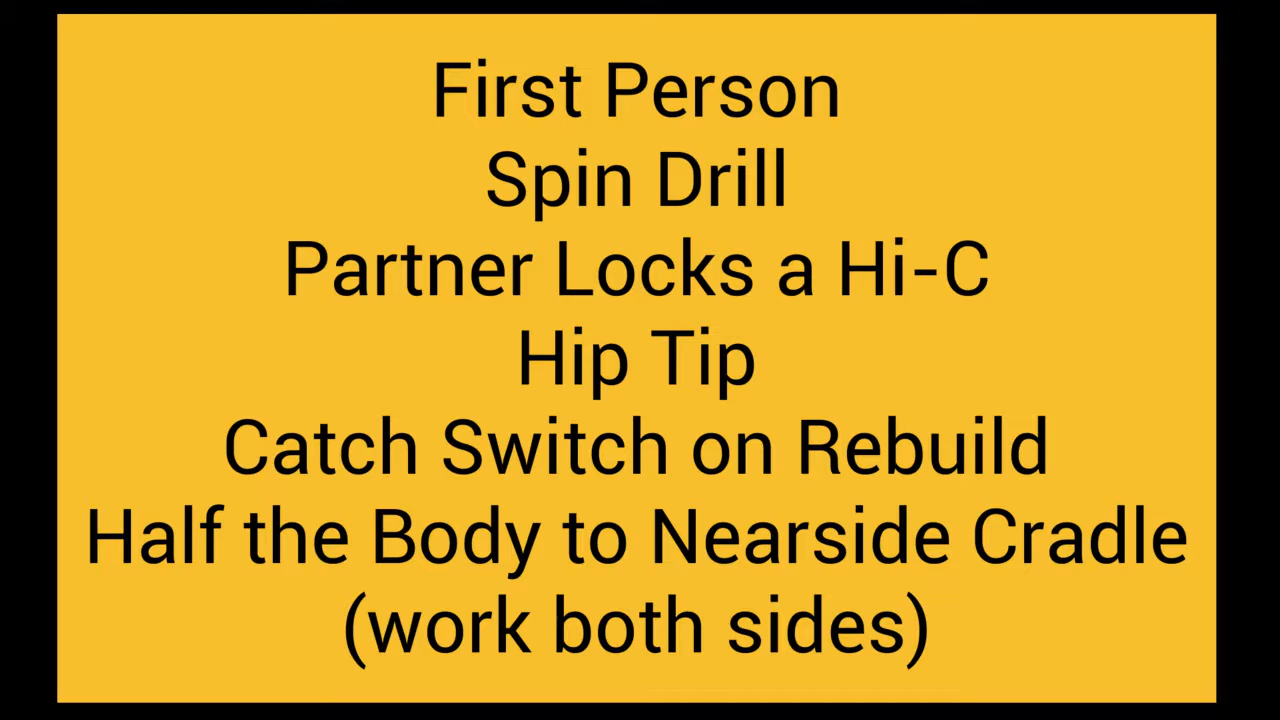 First Person
Spin Drill
Partner Locks a Hi-C
Hip Tip
Catch Switch on Rebuild
Half the Body to Nearside Cradle
(work both sides)